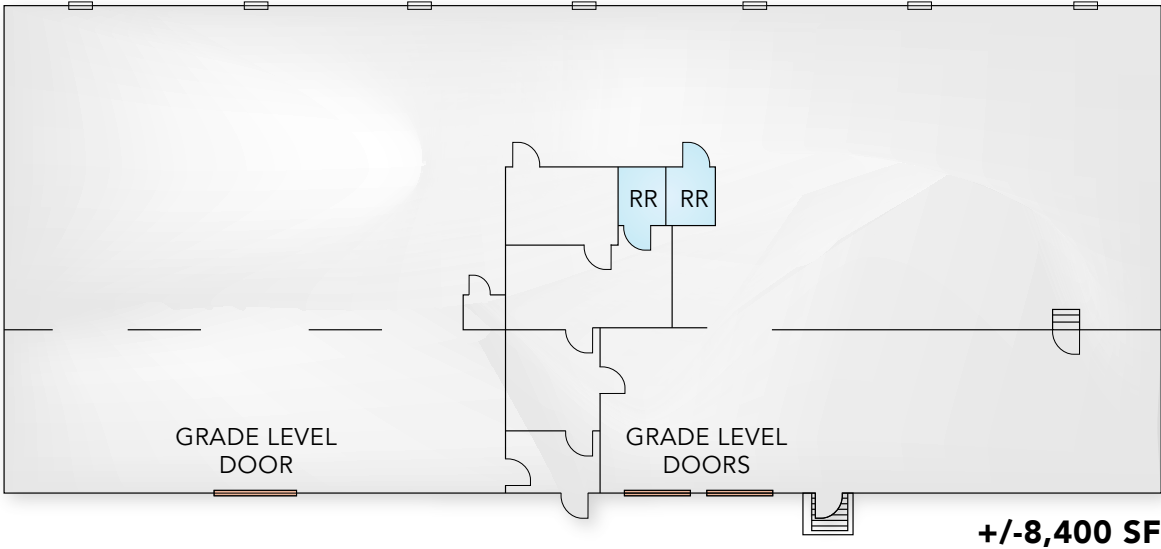 RR RR
GRADE LEVEL
DOOR
GRADE LEVEL
DOORS
+/-8,400 SF